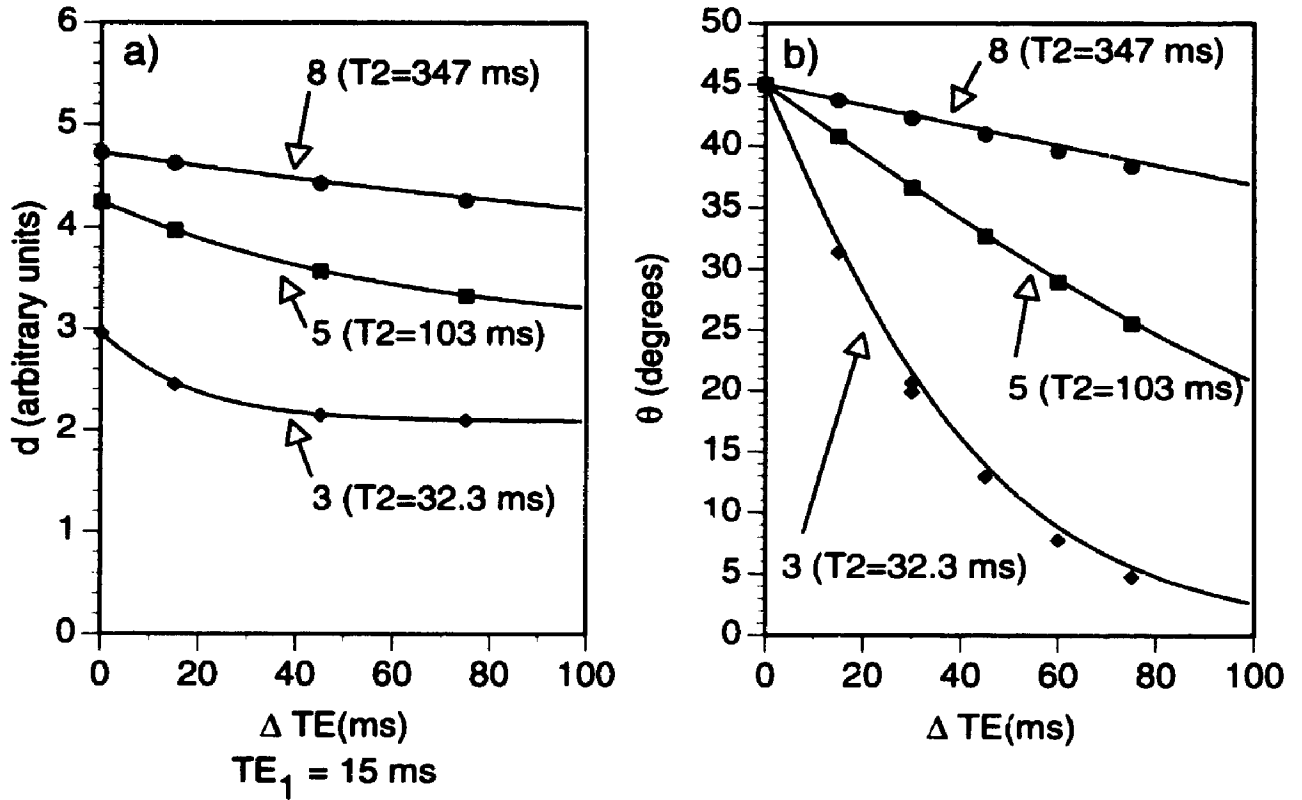 a)
8 (T2=347 ms)
5 (T2=103 ms)
3 (T2=32.3 ms)
6
5
4
3
2
1
0
d (arbitrary units)
0 20 40 60 80 100
Δ TE(ms)
TE1 = 15 ms
b)
8 (T2=347 ms)
5 (T2=103 ms)
3 (T2=32.3 ms)
50
45
40
35
30
25
20
15
10
5
0
θ (degrees)
0 20 40 60 80 100
Δ TE(ms)